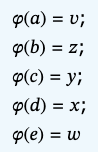 φ(a) = v;
φ(b) = z;
φ(c) = y;
φ(d) = x;
φ(e) = w